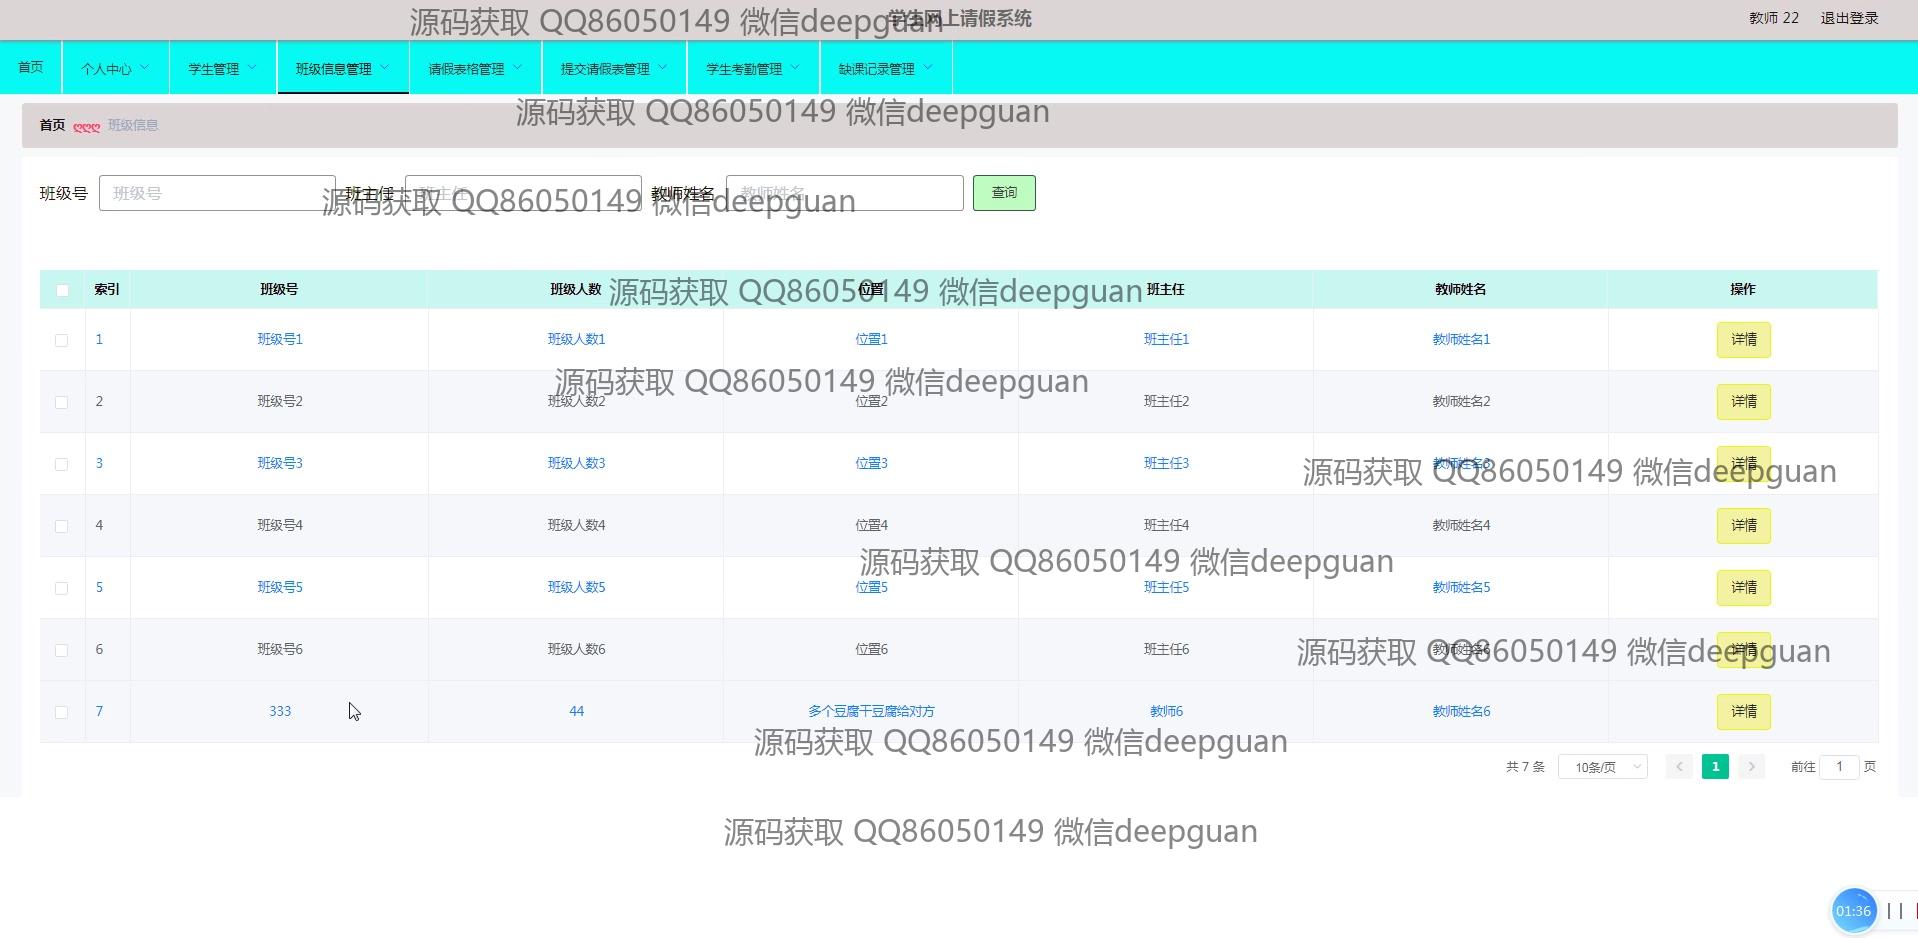 学生网上请假系统
教师 22 退出登录
源码获取 QQ86050149 微信deepguan
首页 个人中心 学生管理 班级信息管理 请假表格管理 提交请假表管理 学生考勤管理 缺课记录管理
源码获取 QQ86050149 微信deepguan
首页 ღღღ 班级信息
班级号 班级号 班主任 班主任 教师姓名 教师姓名 查询
源码获取 QQ86050149 微信deepguan
索引 班级号 班级人数 位置 班主任 教师姓名 操作
源码获取 QQ86050149 微信deepguan
1 班级号1 班级人数1 位置1 班主任1 教师姓名1 详情
源码获取 QQ86050149 微信deepguan
2 班级号2 班级人数2 位置2 班主任2 教师姓名2 详情
3 班级号3 班级人数3 位置3 班主任3 教师姓名3 详情
源码获取 QQ86050149 微信deepguan
4 班级号4 班级人数4 位置4 班主任4 教师姓名4 详情
源码获取 QQ86050149 微信deepguan
5 班级号5 班级人数5 位置5 班主任5 教师姓名5 详情
6 班级号6 班级人数6 位置6 班主任6 教师姓名6 详情
源码获取 QQ86050149 微信deepguan
7 333 44 多个豆腐干豆腐给对方 教师6 教师姓名6 详情
源码获取 QQ86050149 微信deepguan
共 7 条 10条/页 1 前往 1 页
源码获取 QQ86050149 微信deepguan
01:36